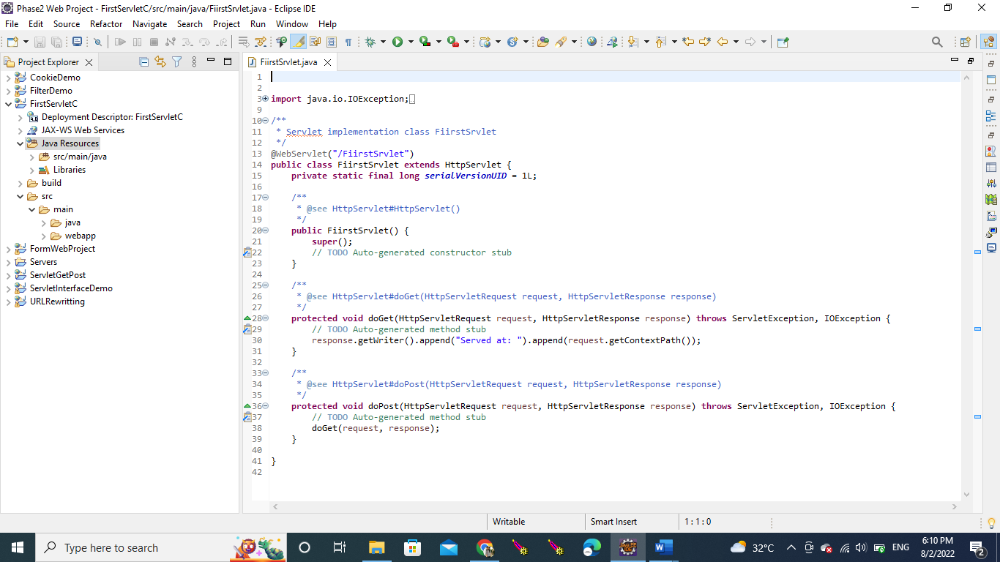 Phase2 Web Project - FiirstServletC/src/main/java/FiirstSrvlet.java - Eclipse IDE
File Edit Source Refactor Navigate Search Project Run Window Help
Project Explorer
CookieDemo
FilterDemo
FirstServletC
Deployment Descriptor: FirstServletC
JAX-WS Web Services
Java Resources
src/main/java
Libraries
build
src
main
java
webapp
FormWebProject
Servers
ServletGetPost
ServletInterfaceDemo
URLRewritting
FiirstSrvlet.java
1
2
3 import java.io.IOException;
9
10 /**
11 * Servlet implementation class FiirstSrvlet
12 */
13 @WebServlet("/FiirstSrvlet")
14 public class FiirstSrvlet extends HttpServlet {
15 private static final long serialVersionUID = 1L;
16
17 /**
18 * @see HttpServlet#HttpServlet()
19 */
20 public FiirstSrvlet() {
21 super();
22 // TODO Auto-generated constructor stub
23 }
24
25 /**
26 * @see HttpServlet#doGet(HttpServletRequest request, HttpServletResponse response)
27 */
28 protected void doGet(HttpServletRequest request, HttpServletResponse response) throws ServletException, IOException {
29 // TODO Auto-generated method stub
30 response.getWriter().append("Served at: ").append(request.getContextPath());
31 }
32
33 /**
34 * @see HttpServlet#doPost(HttpServletRequest request, HttpServletResponse response)
35 */
36 protected void doPost(HttpServletRequest request, HttpServletResponse response) throws ServletException, IOException {
37 // TODO Auto-generated method stub
38 doGet(request, response);
39 }
40
41 }
42
Writable Smart Insert 1 : 1 : 0
Type here to search
32°C
ENG
6:10 PM
8/2/2022
2